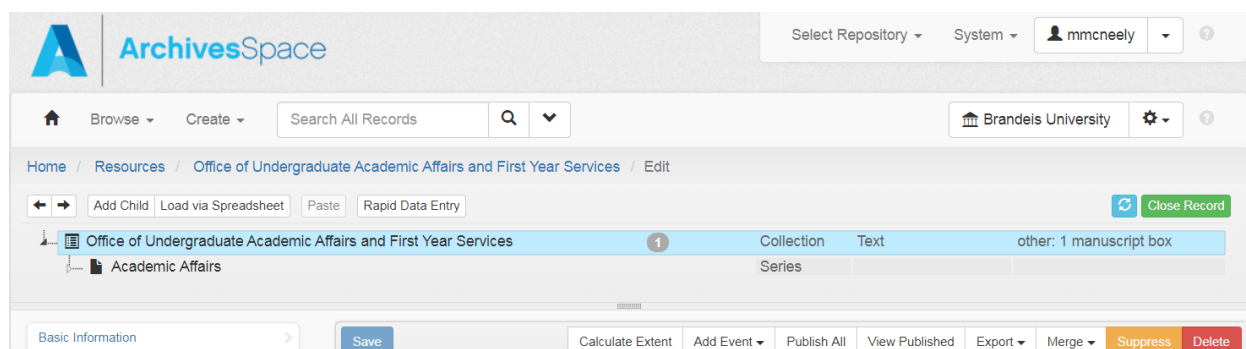 ArchivesSpace
Select Repository System mmcneely
Browse Create Search All Records Brandeis University
Home / Resources / Office of Undergraduate Academic Affairs and First Year Services / Edit
Add Child Load via Spreadsheet Paste Rapid Data Entry Close Record
Office of Undergraduate Academic Affairs and First Year Services 1 Collection Text other: 1 manuscript box
Academic Affairs Series
Basic Information Save Calculate Extent Add Event Publish All View Published Export Merge Suppress Delete